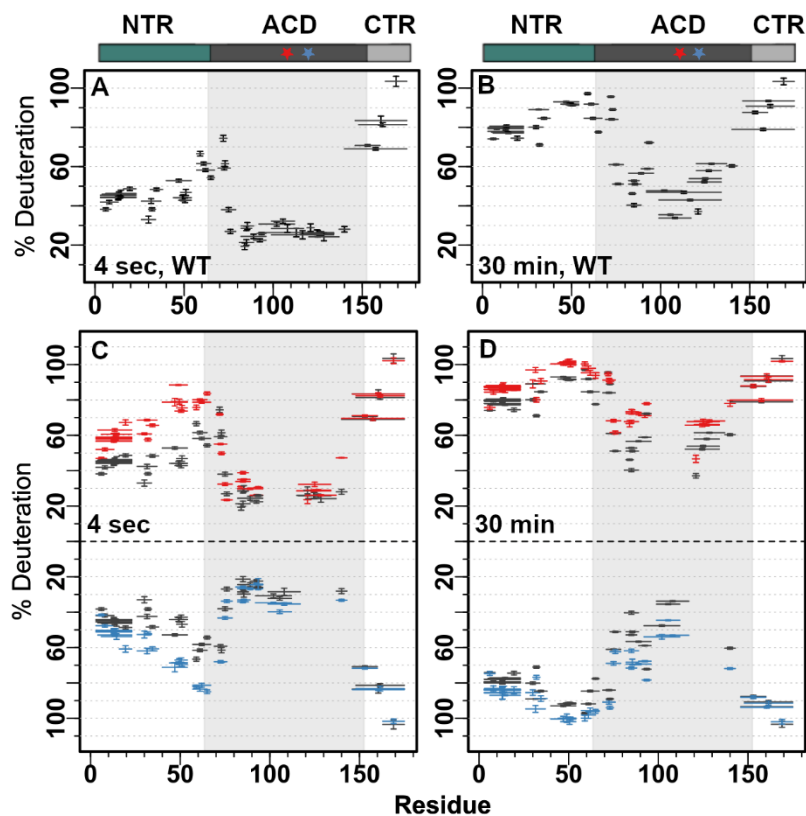 NTR ACD CTR NTR ACD CTR
A B
100 100
60 60
20 20
% Deuteration
4 sec, WT 30 min, WT
0 50 100 150 0 50 100 150
C D
100 100
60 60
20 20
4 sec 30 min
% Deuteration
20 20
60 60
100 100
0 50 100 150 0 50 100 150
Residue